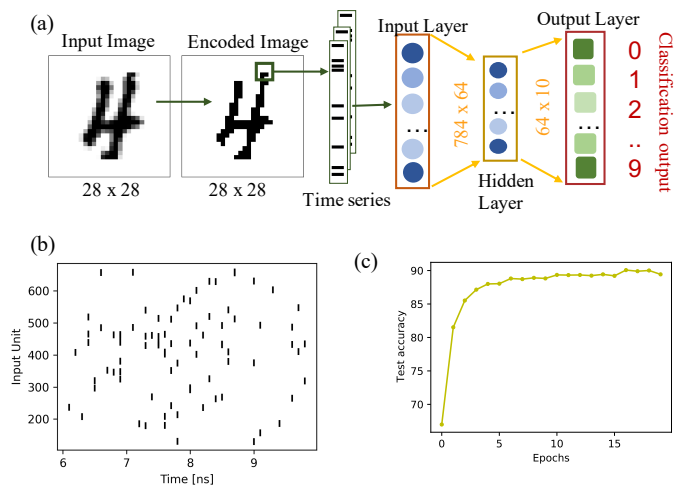 (a)
Input Image
Encoded Image
28 x 28
28 x 28
Time series
Input Layer
...
784 x 64
...
Hidden
Layer
64 x 10
Output Layer
...
0
1
2
..
9
Classification output
(b)
600
500
400
300
200
Input Unit
6
7
8
9
Time [ns]
(c)
90
85
80
75
70
Test accuracy
0
5
10
15
Epochs